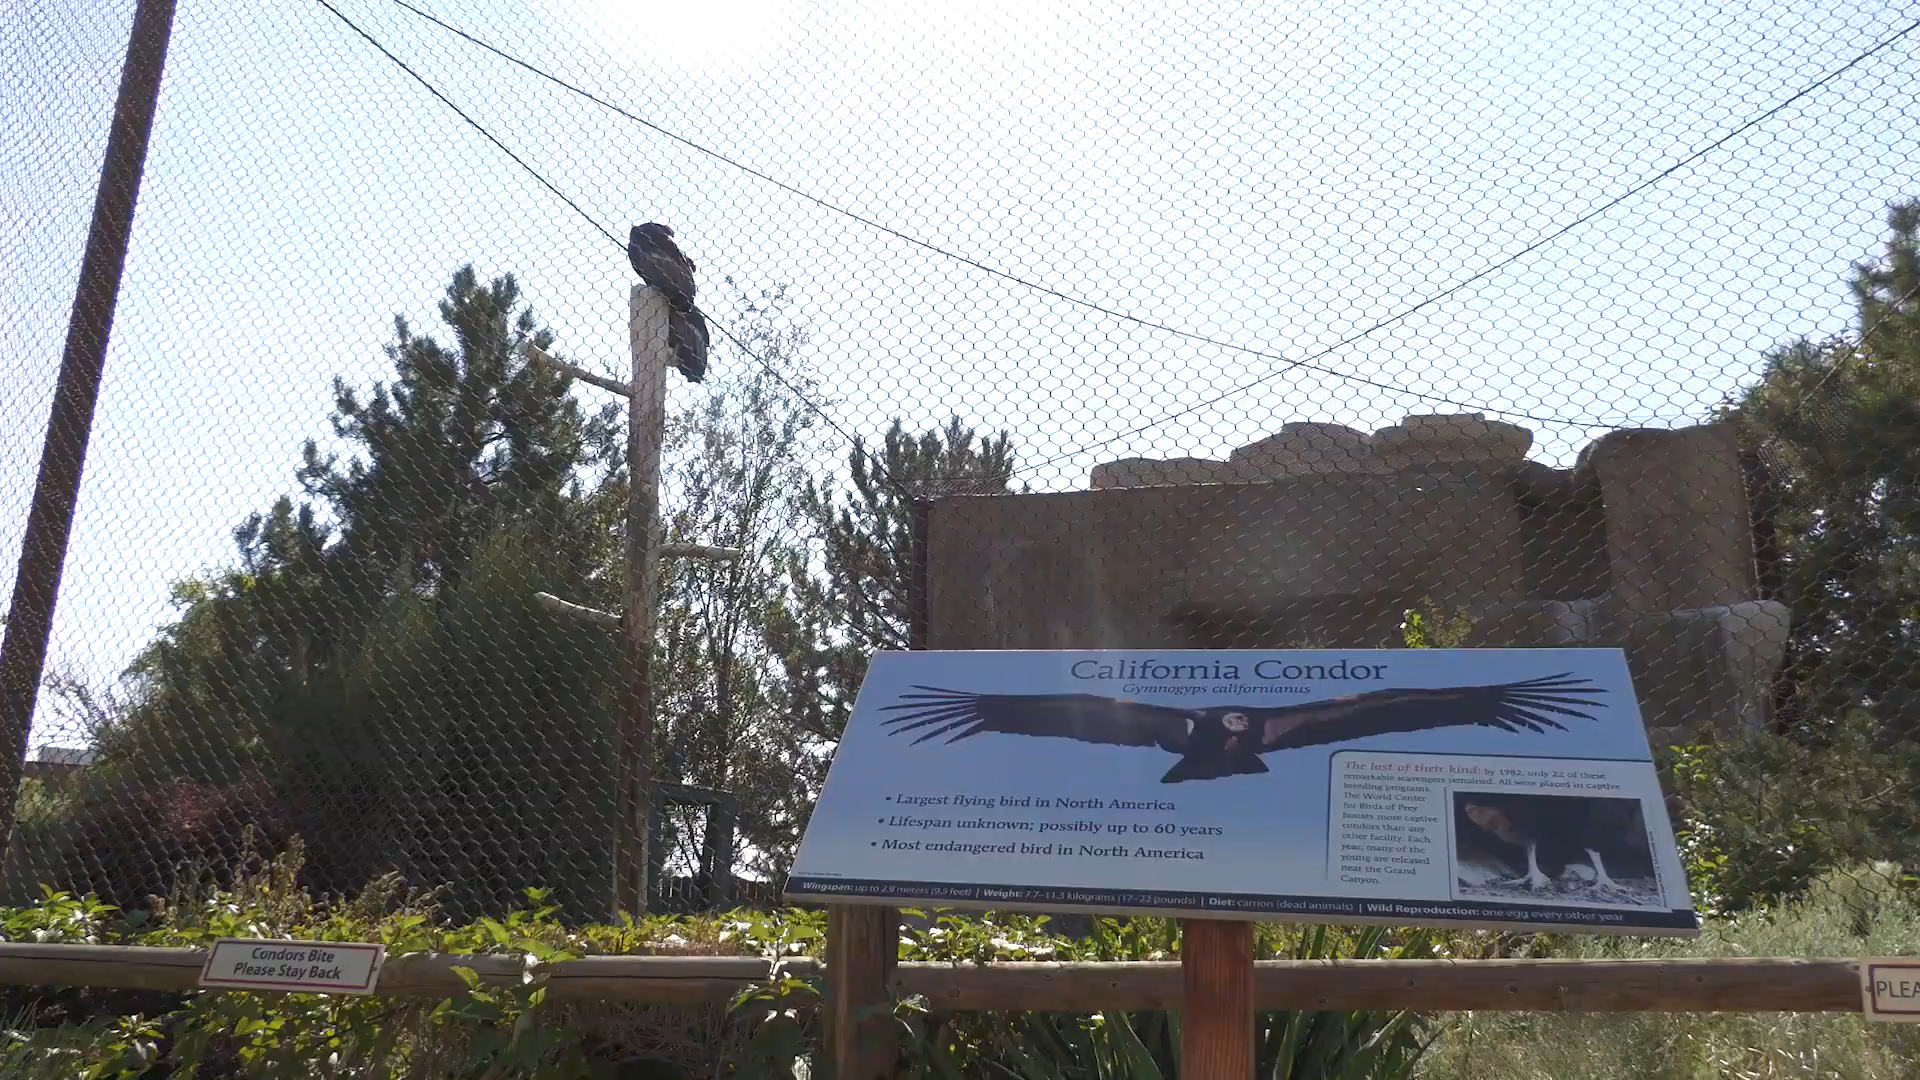 California Condor
Gymnogyps californianus
• Largest flying bird in North America
• Lifespan unknown; possibly up to 60 years
• Most endangered bird in North America
The last of their kind: by 1982, only 22 of these
remarkable scavengers remained. All were placed in captive
breeding programs.
The World Center
for Birds of Prey
houses more captive
condors than any
other facility. Each
year, many of the
young are released
near the Grand
Canyon.
Wingspan: up to 2.9 meters (9.5 feet) | Weight: 7.7–11.3 kilograms (17–22 pounds) | Diet: carrion (dead animals) | Wild Reproduction: one egg every other year
Condors Bite
Please Stay Back
PLEA